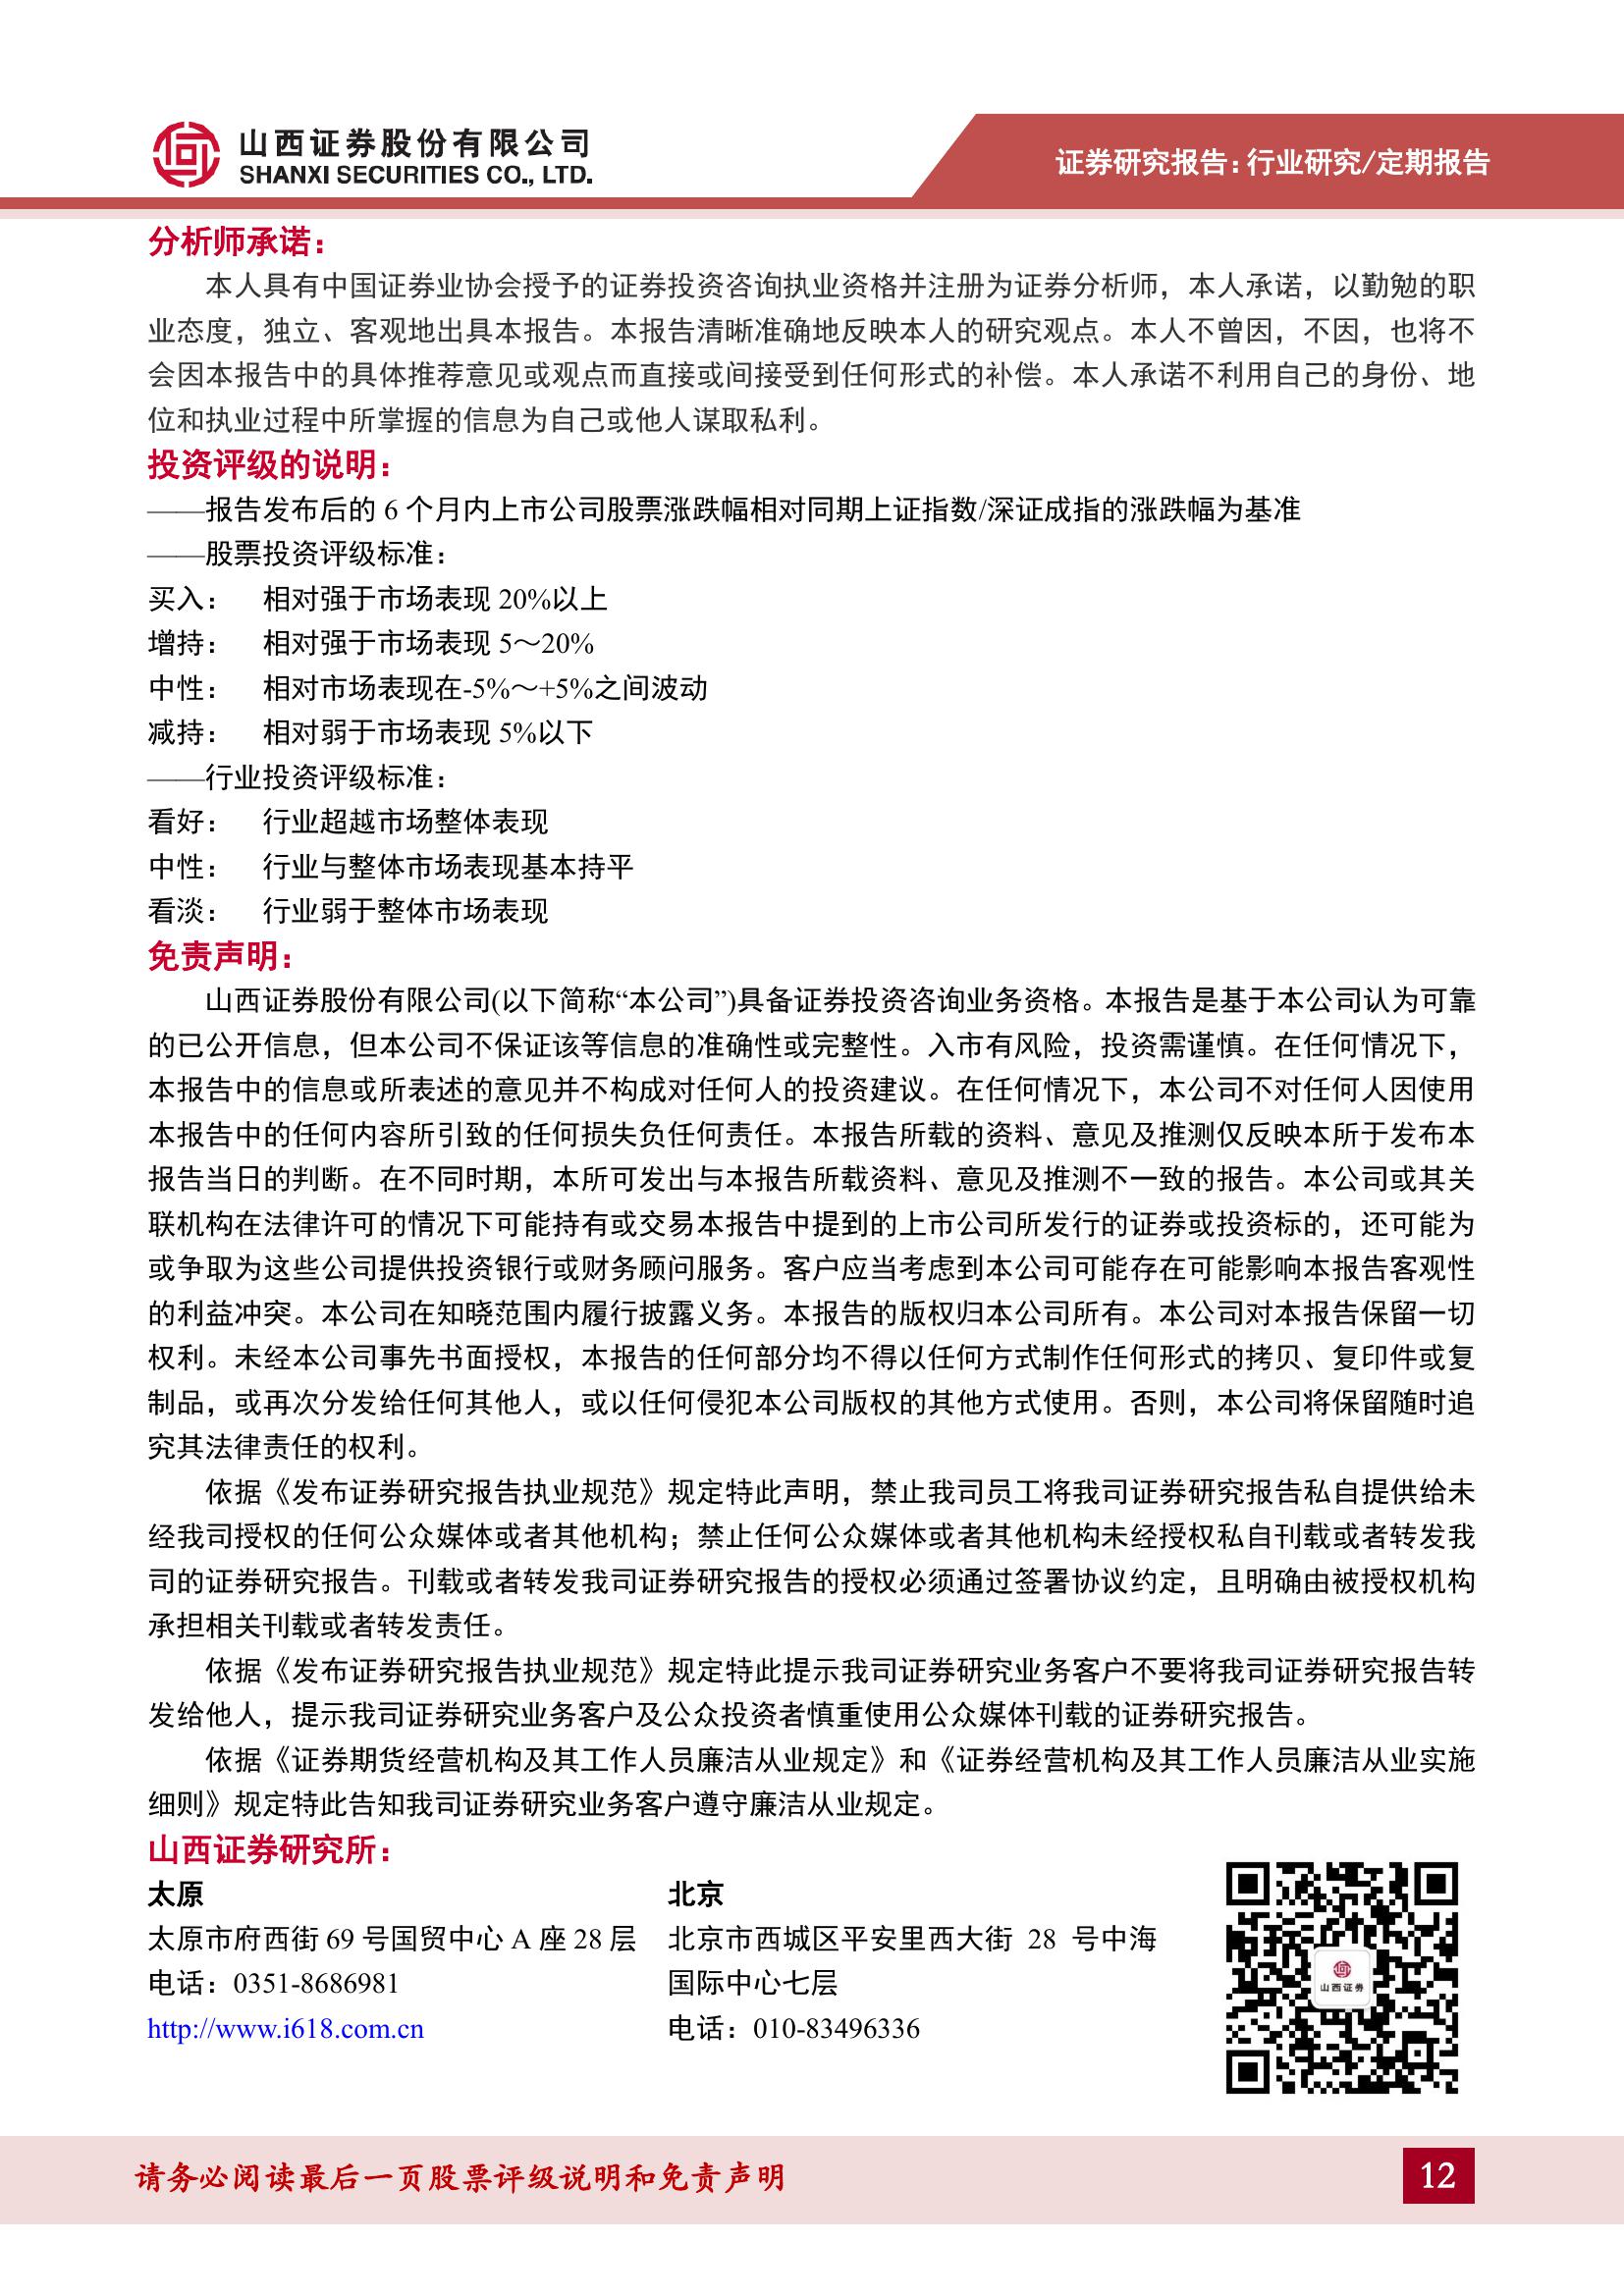 山西证券股份有限公司
SHANXI SECURITIES CO., LTD.
证券研究报告：行业研究/定期报告
分析师承诺：
本人具有中国证券业协会授予的证券投资咨询执业资格并注册为证券分析师，本人承诺，以勤勉的职
业态度，独立、客观地出具本报告。本报告清晰准确地反映本人的研究观点。本人不曾因，不因，也将不
会因本报告中的具体推荐意见或观点而直接或间接受到任何形式的补偿。本人承诺不利用自己的身份、地
位和执业过程中所掌握的信息为自己或他人谋取私利。
投资评级的说明：
——报告发布后的 6 个月内上市公司股票涨跌幅相对同期上证指数/深证成指的涨跌幅为基准
——股票投资评级标准：
买入： 相对强于市场表现 20%以上
增持： 相对强于市场表现 5～20%
中性： 相对市场表现在-5%～+5%之间波动
减持： 相对弱于市场表现 5%以下
——行业投资评级标准：
看好： 行业超越市场整体表现
中性： 行业与整体市场表现基本持平
看淡： 行业弱于整体市场表现
免责声明：
山西证券股份有限公司(以下简称“本公司”)具备证券投资咨询业务资格。本报告是基于本公司认为可靠
的已公开信息，但本公司不保证该等信息的准确性或完整性。入市有风险，投资需谨慎。在任何情况下，
本报告中的信息或所表述的意见并不构成对任何人的投资建议。在任何情况下，本公司不对任何人因使用
本报告中的任何内容所引致的任何损失负任何责任。本报告所载的资料、意见及推测仅反映本所于发布本
报告当日的判断。在不同时期，本所可发出与本报告所载资料、意见及推测不一致的报告。本公司或其关
联机构在法律许可的情况下可能持有或交易本报告中提到的上市公司所发行的证券或投资标的，还可能为
或争取为这些公司提供投资银行或财务顾问服务。客户应当考虑到本公司可能存在可能影响本报告客观性
的利益冲突。本公司在知晓范围内履行披露义务。本报告的版权归本公司所有。本公司对本报告保留一切
权利。未经本公司事先书面授权，本报告的任何部分均不得以任何方式制作任何形式的拷贝、复印件或复
制品，或再次分发给任何其他人，或以任何侵犯本公司版权的其他方式使用。否则，本公司将保留随时追
究其法律责任的权利。
依据《发布证券研究报告执业规范》规定特此声明，禁止我司员工将我司证券研究报告私自提供给未
经我司授权的任何公众媒体或者其他机构；禁止任何公众媒体或者其他机构未经授权私自刊载或者转发我
司的证券研究报告。刊载或者转发我司证券研究报告的授权必须通过签署协议约定，且明确由被授权机构
承担相关刊载或者转发责任。
依据《发布证券研究报告执业规范》规定特此提示我司证券研究业务客户不要将我司证券研究报告转
发给他人，提示我司证券研究业务客户及公众投资者慎重使用公众媒体刊载的证券研究报告。
依据《证券期货经营机构及其工作人员廉洁从业规定》和《证券经营机构及其工作人员廉洁从业实施
细则》规定特此告知我司证券研究业务客户遵守廉洁从业规定。
山西证券研究所：
太原
太原市府西街 69 号国贸中心 A 座 28 层
电话：0351-8686981
http://www.i618.com.cn
北京
北京市西城区平安里西大街 28 号中海
国际中心七层
电话：010-83496336
山西证券
请务必阅读最后一页股票评级说明和免责声明
12